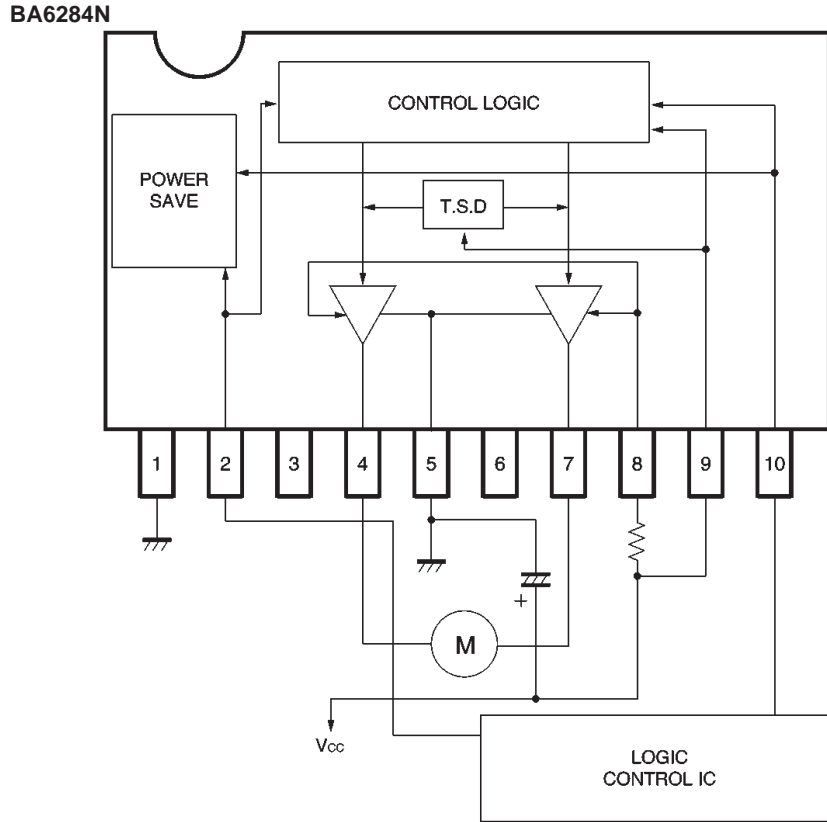 BA6284N
CONTROL LOGIC
POWER
SAVE
T.S.D
1 2 3 4 5 6 7 8 9 10
+
M
Vcc
LOGIC
CONTROL IC